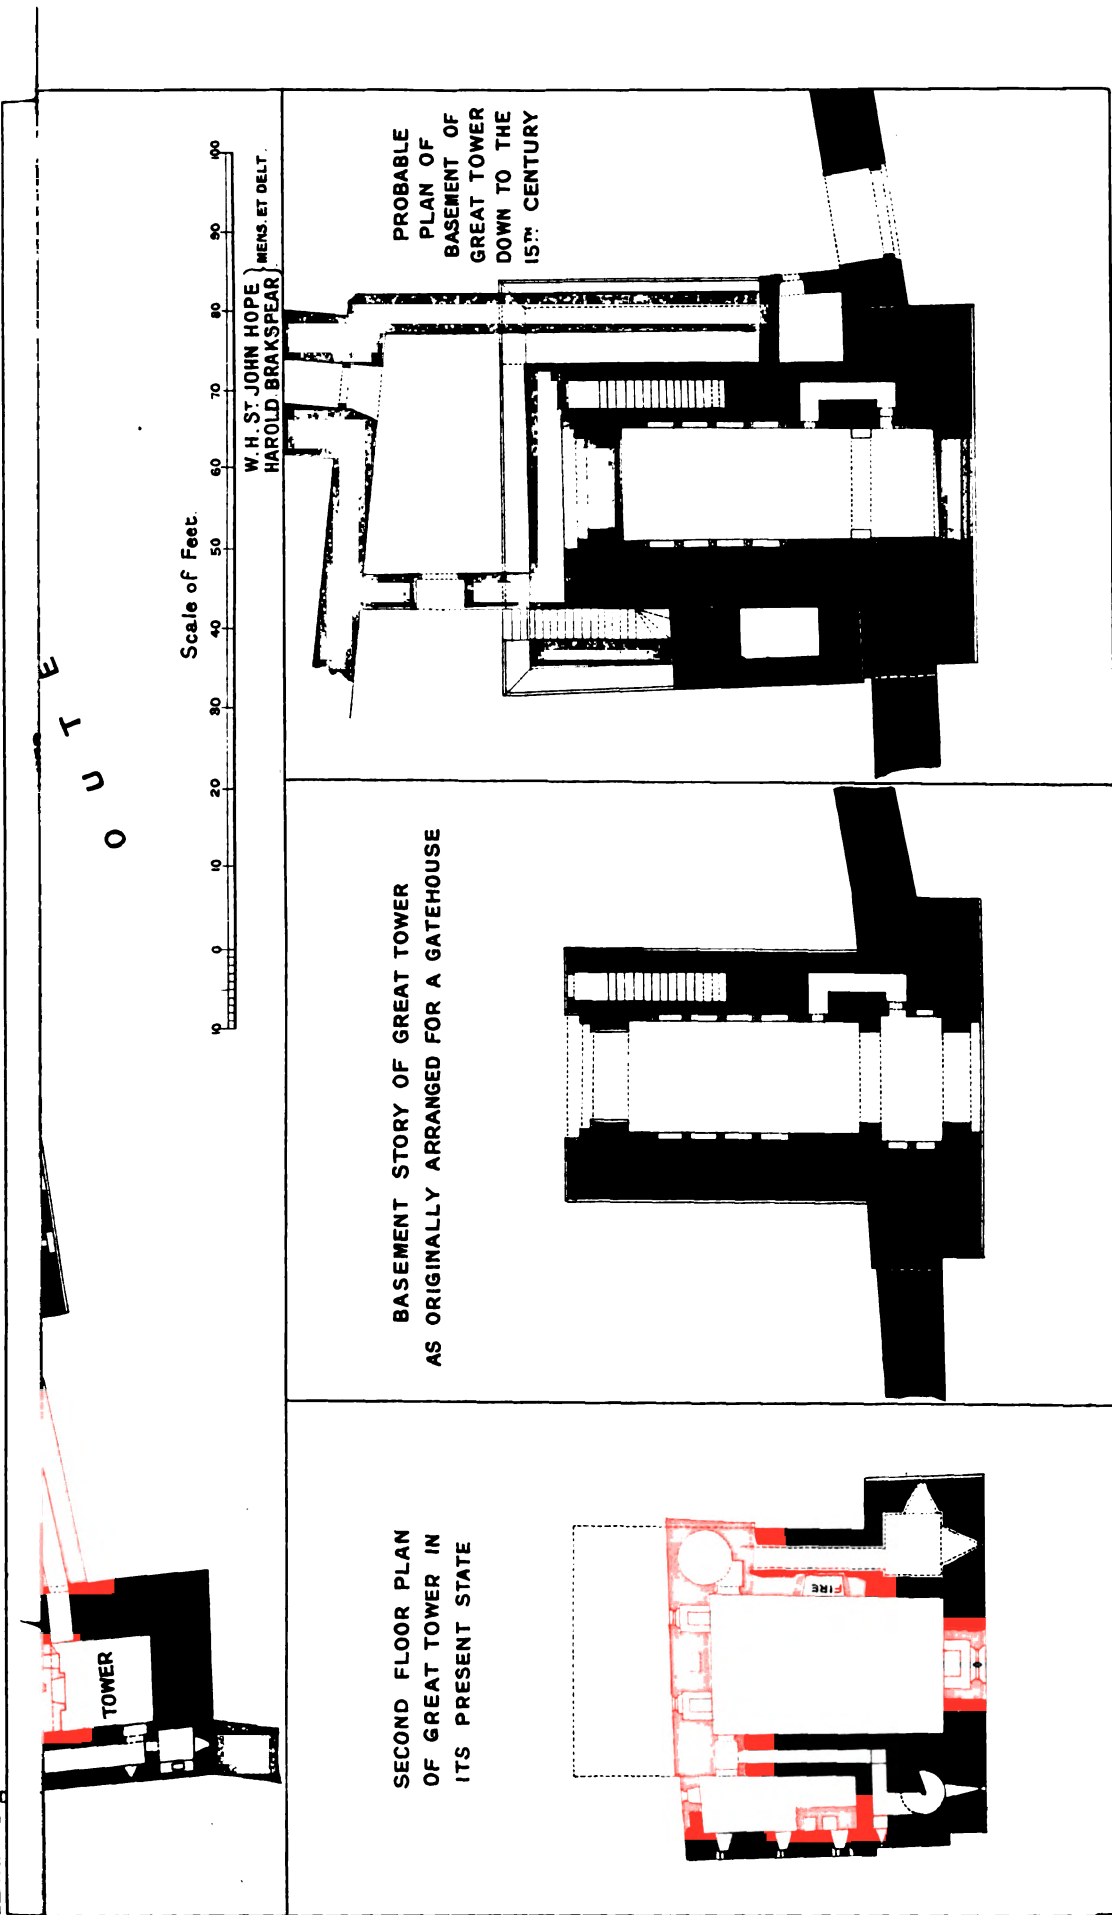 OUTE
Scale of Feet.
10 0 10 20 30 40 50 60 70 80 90 100
W. H. ST. JOHN HOPE
HAROLD BRAKSPEAR
MENS. ET DELT.
PROBABLE
PLAN OF
BASEMENT OF
GREAT TOWER
DOWN TO THE
15TH CENTURY
BASEMENT STORY OF GREAT TOWER
AS ORIGINALLY ARRANGED FOR A GATEHOUSE
SECOND FLOOR PLAN
OF GREAT TOWER IN
ITS PRESENT STATE
FIRE
TOWER